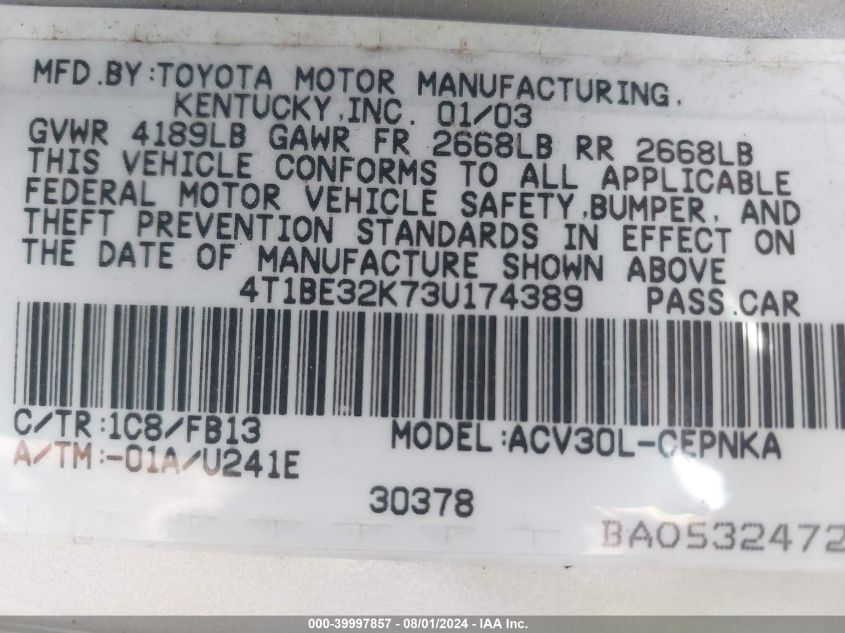 MFD.BY:TOYOTA MOTOR MANUFACTURING,
KENTUCKY,INC. 01/03
GVWR 4189LB GAWR FR 2668LB RR 2668LB
THIS VEHICLE CONFORMS TO ALL APPLICABLE
FEDERAL MOTOR VEHICLE SAFETY,BUMPER, AND
THEFT PREVENTION STANDARDS IN EFFECT ON
THE DATE OF MANUFACTURE SHOWN ABOVE
4T1BE32K73U174389 PASS.CAR
C/TR:1C8/FB13 MODEL:ACV30L-CEPNKA
A/TM:-01A/U241E
30378
BA0532472
000-39997857 - 08/01/2024 - IAA Inc.